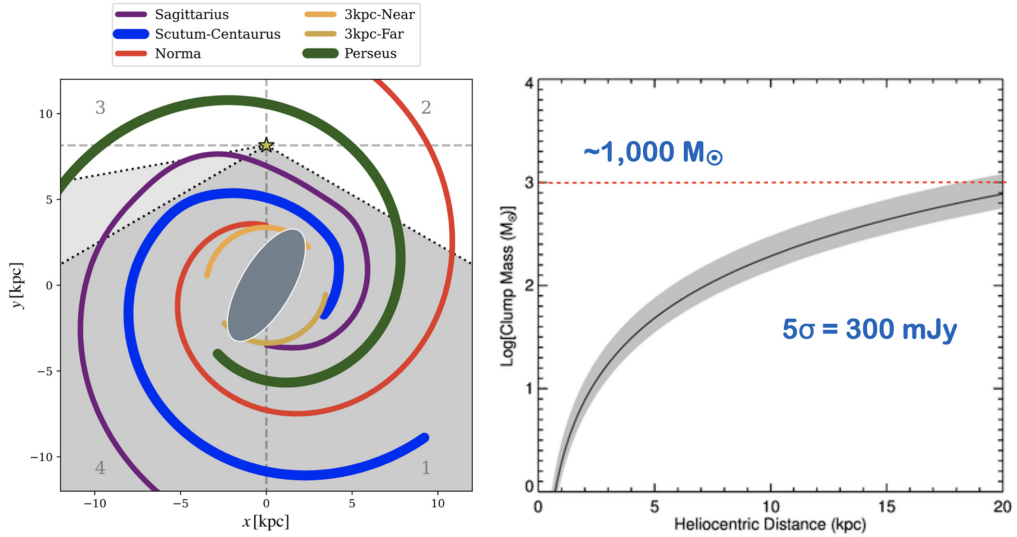 Sagittarius
Scutum-Centaurus
Norma
3kpc-Near
3kpc-Far
Perseus
10
5
0
−5
−10
y [kpc]
3
2
4
1
−10
−5
0
5
10
x [kpc]
4
3
2
1
0
Log[Clump Mass (M☉)]
~1,000 M☉
5σ = 300 mJy
0
5
10
15
20
Heliocentric Distance (kpc)